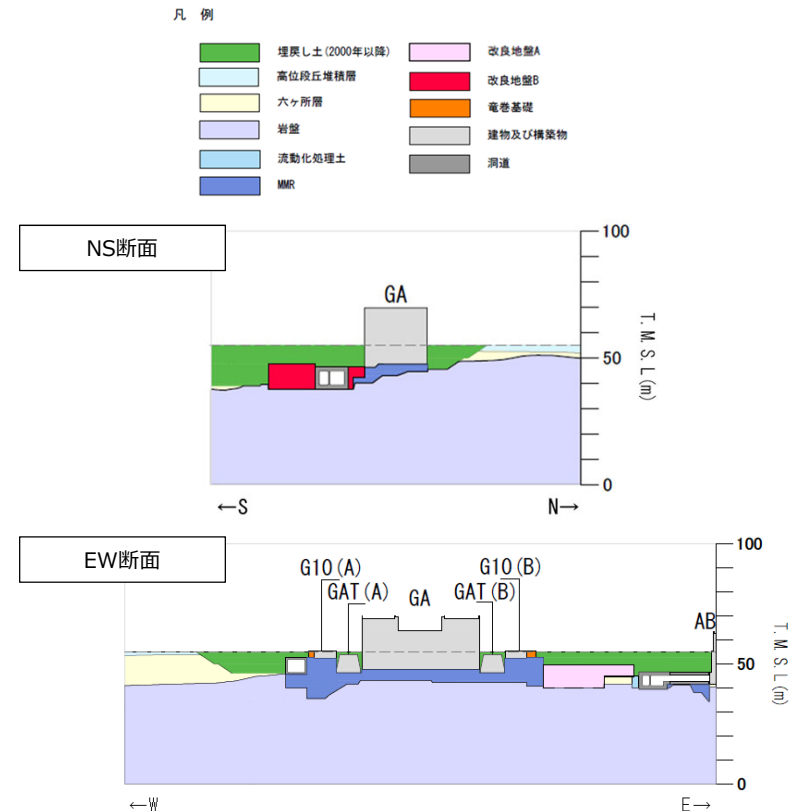 凡 例
埋戻し土(2000年以降)
高位段丘堆積層
六ヶ所層
岩盤
流動化処理土
MMR
改良地盤A
改良地盤B
竜巻基礎
建物及び構築物
洞道
NS断面
100
GA
50
T.M.S.L(m)
0
←S
N→
EW断面
100
G10(A)
GAT(A)
GA
GAT(B)
G10(B)
AB
50
T.M.S.L(m)
0
←W
E→